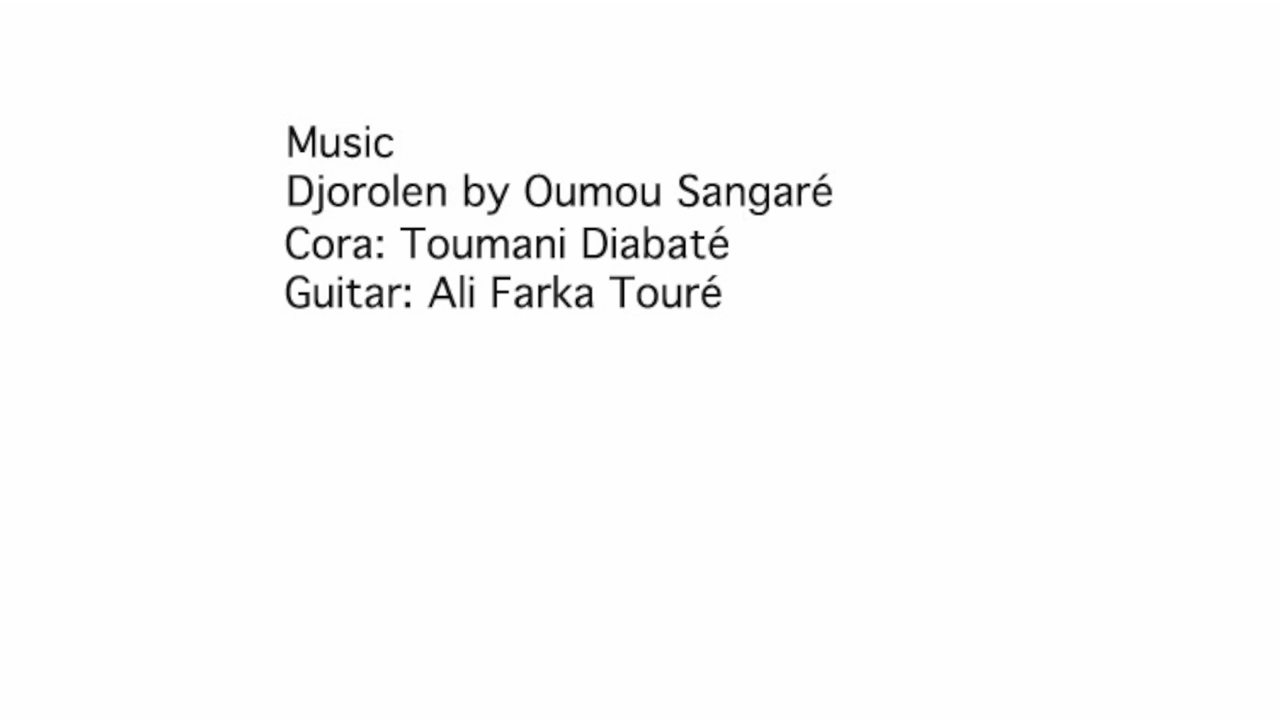 Music
Djorolen by Oumou Sangaré
Cora: Toumani Diabaté
Guitar: Ali Farka Touré